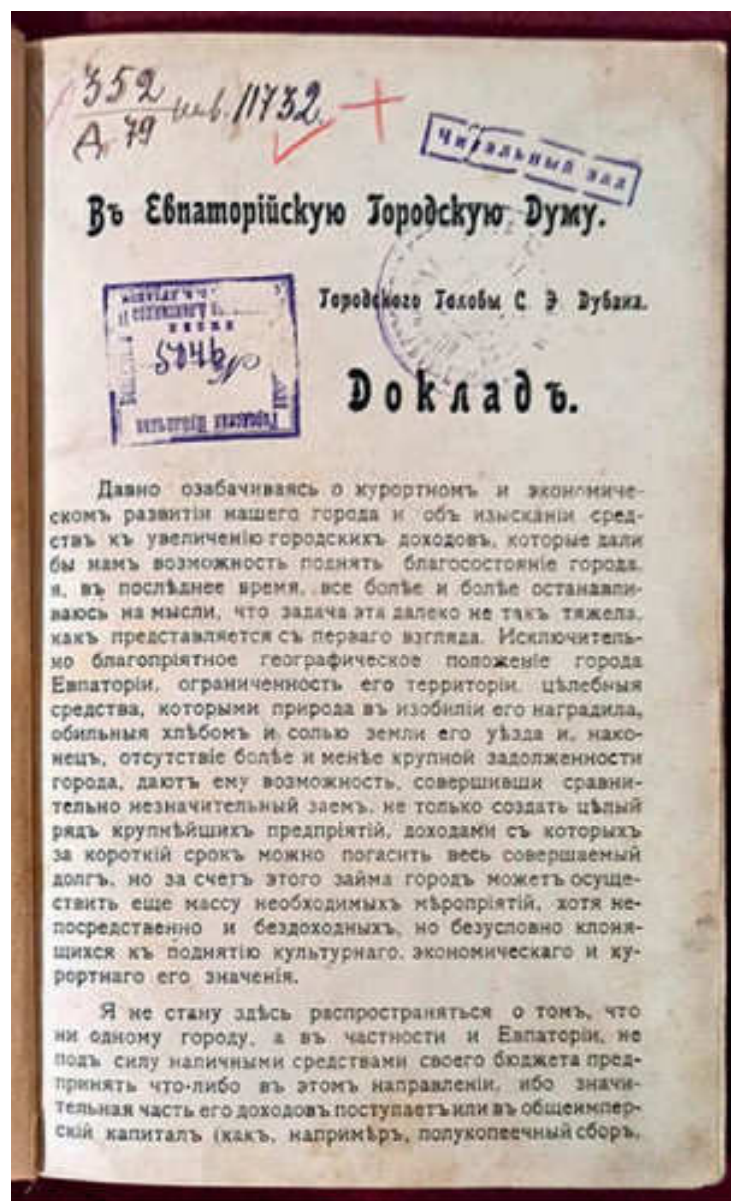 352
Д. 79 инв. 11732
Читальный зал
Въ Евпаторійскую Городскую Думу.
Городского Головы С. Э. Дувана.
№ 9425
Городская
Докладъ.
Давно озабачиваясь о курортномъ и экономиче-
скомъ развитіи нашего города и объ изысканіи сред-
ствъ къ увеличенію городскихъ доходовъ, которые дали
бы намъ возможность поднять благосостояніе города,
я, въ послѣднее время, все болѣе и болѣе останавли-
ваюсь на мысли, что задача эта далеко не такъ тяжела,
какъ представляется съ перваго взгляда. Исключитель-
но благопріятное географическое положеніе города
Евпаторіи, ограниченность его территоріи, цѣлебныя
средства, которыми природа въ изобиліи его наградила,
обильныя хлѣбомъ и солью земли его уѣзда и, нако-
нецъ, отсутствіе болѣе и менѣе крупной задолженности
города, даютъ ему возможность, совершивши сравни-
тельно незначительный заемъ, не только создать цѣлый
рядъ крупнѣйшихъ предпріятій, доходами съ которыхъ
за короткій срокъ можно погасить весь совершаемый
долгъ, но за счетъ этого займа городъ можетъ осуще-
ствить еще массу необходимыхъ мѣропріятій, хотя не-
посредственно и бездоходныхъ, но безусловно клоня-
щихся къ поднятію культурнаго, экономическаго и ку-
рортнаго его значенія.
Я не стану здѣсь распространяться о томъ, что
ни одному городу, а въ частности и Евпаторіи, не
подъ силу наличными средствами своего бюджета пред-
принять что-либо въ этомъ направленіи, ибо значи-
тельная часть его доходовъ поступаетъ или въ общеимпер-
скій капиталъ (какъ, напримѣръ, полукопеечный сборъ,